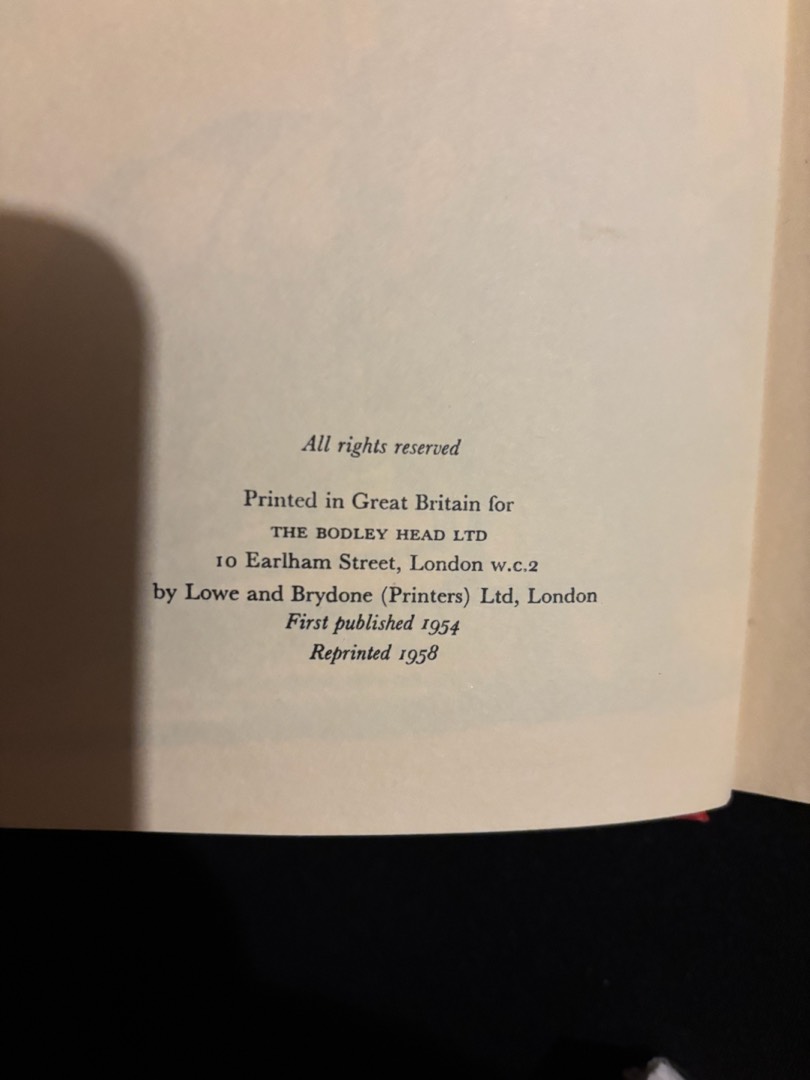 All rights reserved
Printed in Great Britain for
THE BODLEY HEAD LTD
10 Earlham Street, London W.C.2
by Lowe and Brydone (Printers) Ltd, London
First published 1954
Reprinted 1958